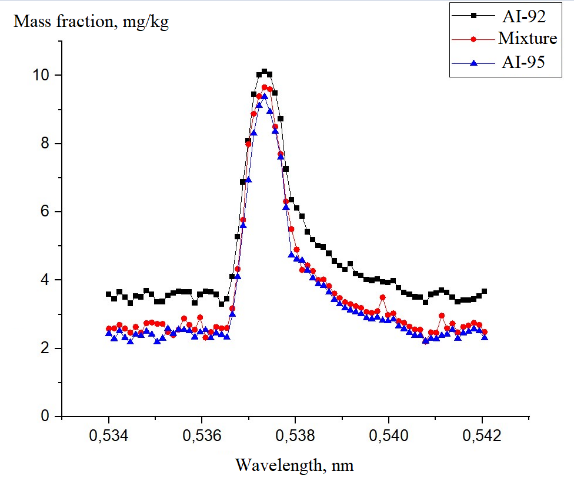 Mass fraction, mg/kg
AI-92
Mixture
AI-95
10
8
6
4
2
0
0,534 0,536 0,538 0,540 0,542
Wavelength, nm